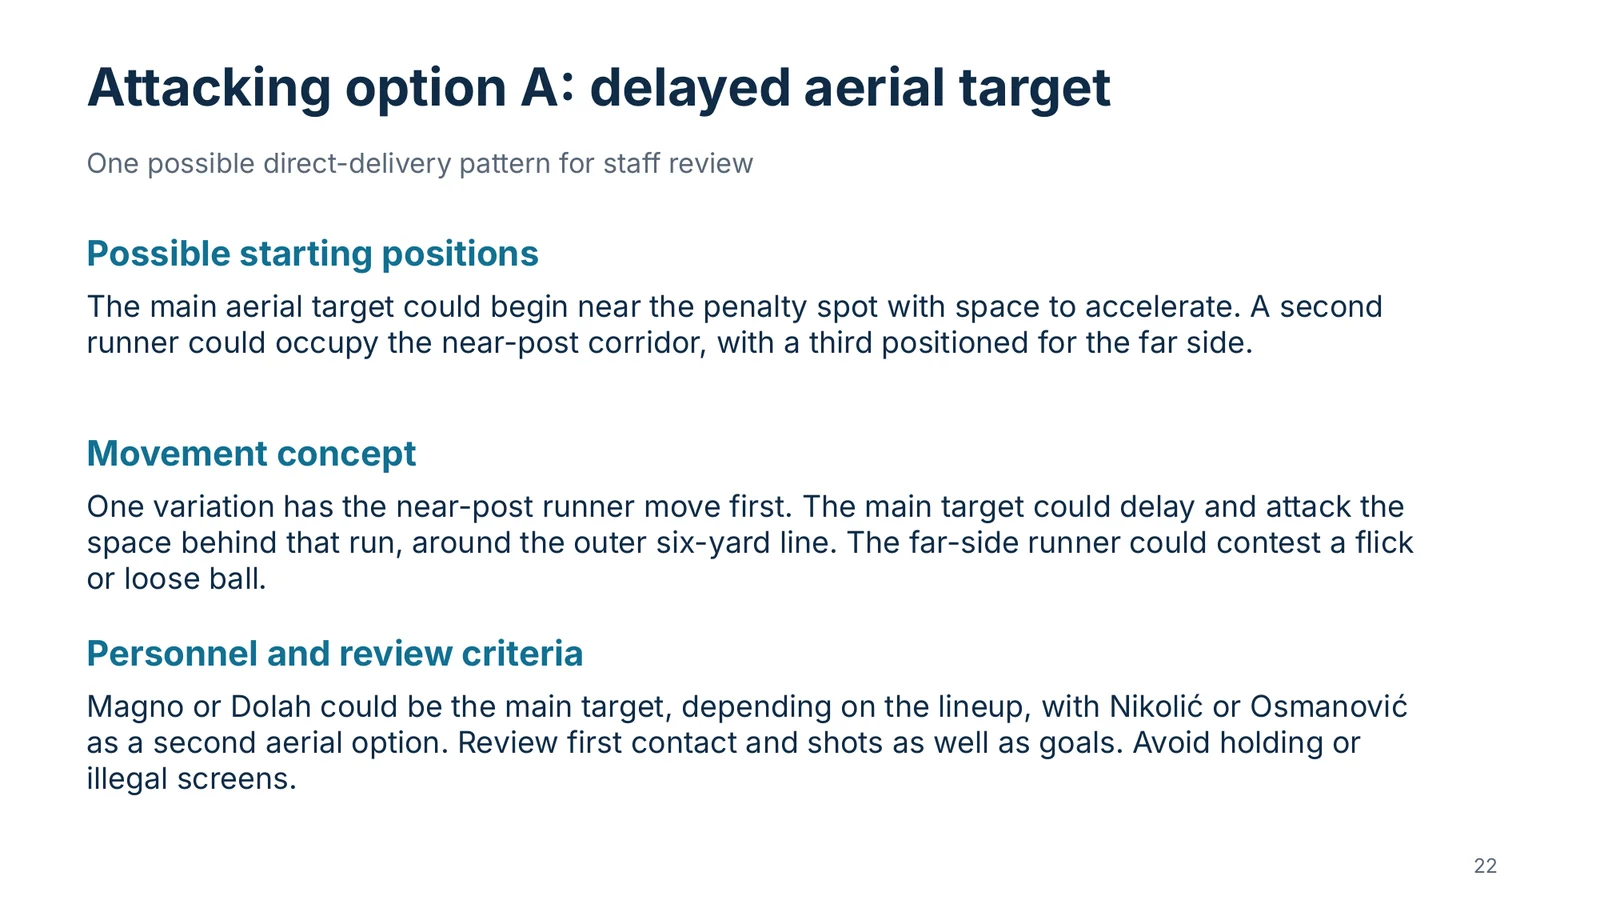 Attacking option A: delayed aerial target
One possible direct-delivery pattern for staff review
Possible starting positions
The main aerial target could begin near the penalty spot with space to accelerate. A second
runner could occupy the near-post corridor, with a third positioned for the far side.
Movement concept
One variation has the near-post runner move first. The main target could delay and attack the
space behind that run, around the outer six-yard line. The far-side runner could contest a flick
or loose ball.
Personnel and review criteria
Magno or Dolah could be the main target, depending on the lineup, with Nikolić or Osmanović
as a second aerial option. Review first contact and shots as well as goals. Avoid holding or
illegal screens.
22